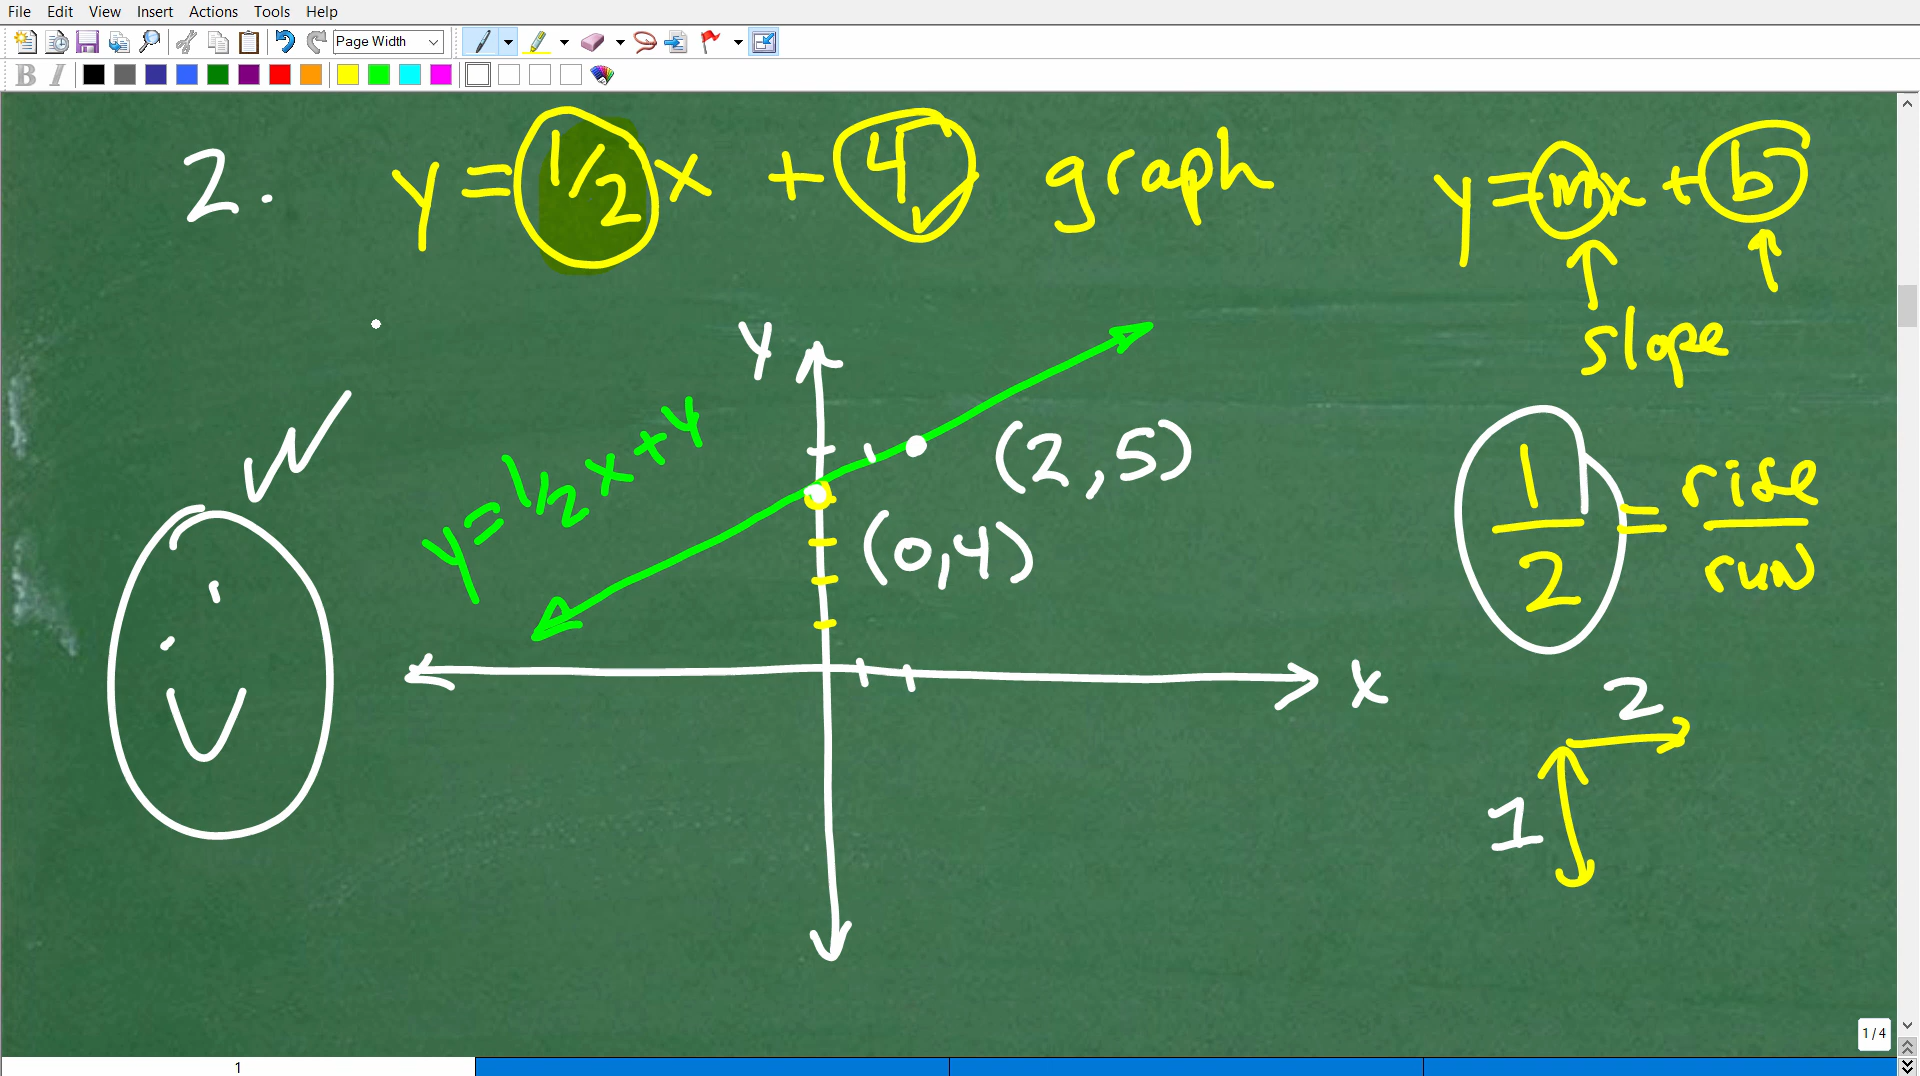 File Edit View Insert Actions Tools Help
Page Width
B I
2. y = 1/2 x + 4 graph
y = mx + b
slope
y
(2,5)
y = 1/2 x + 4
(0,4)
1/2 = rise/run
x
2
1
1 / 4
1